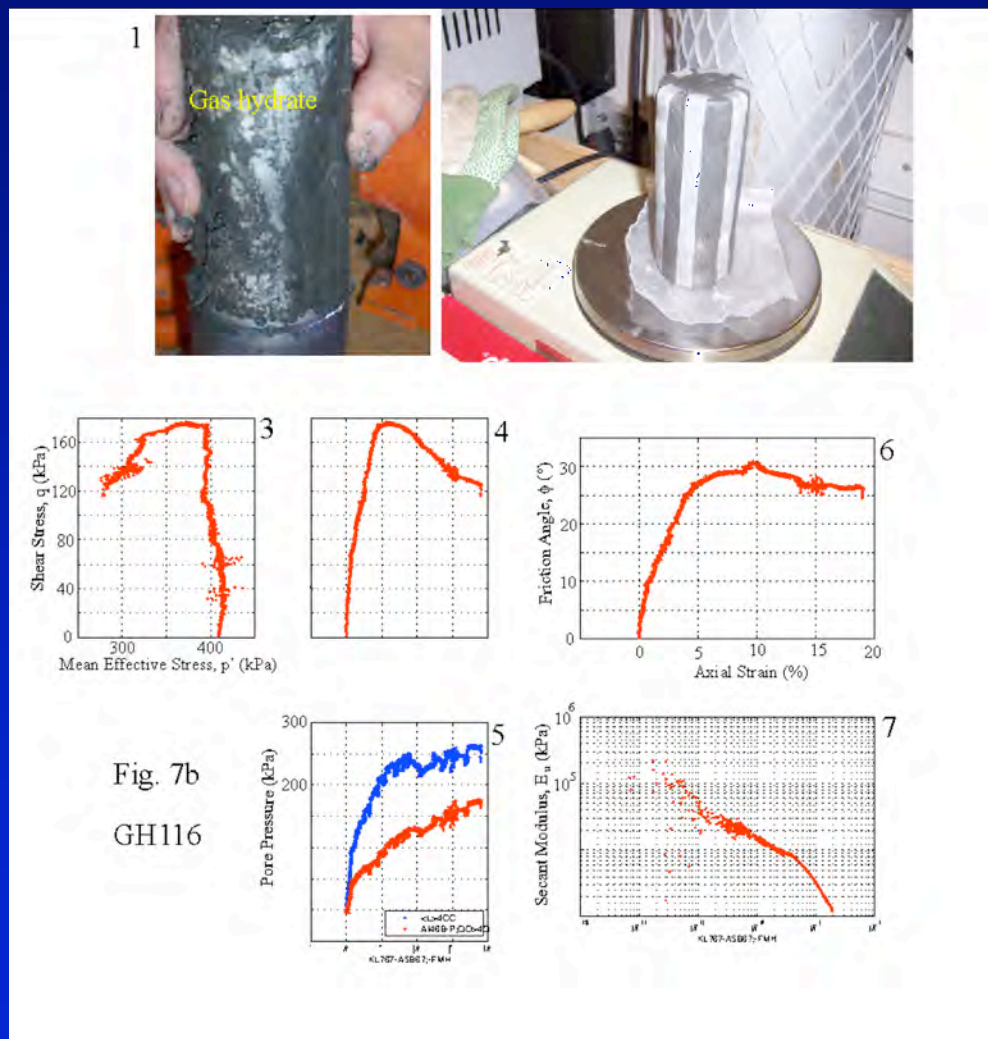 1
Gas hydrate
3
4
6
Shear Stress, q (kPa)
160
120
80
40
0
300
400
Mean Effective Stress, p' (kPa)
Friction Angle, ϕ (°)
30
20
10
0
0
5
10
15
20
Axial Strain (%)
Fig. 7b
GH116
5
Pore Pressure (kPa)
300
200
7
Secant Modulus, Eᵤ (kPa)
10⁶
10⁵